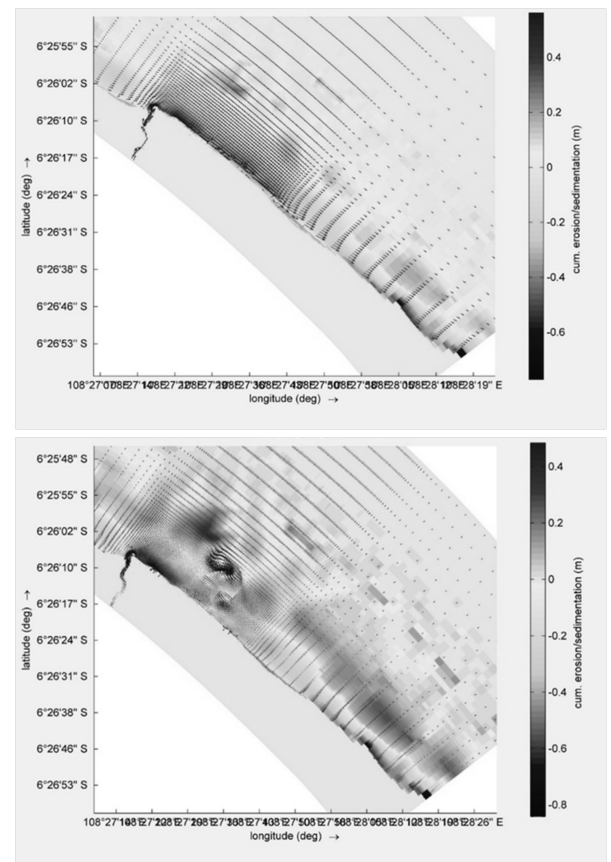 6°25'55" S
6°26'02" S
6°26'10" S
6°26'17" S
6°26'24" S
6°26'31" S
6°26'38" S
6°26'46" S
6°26'53" S
latitude (deg) →
longitude (deg) →
0.4
0.2
0
-0.2
-0.4
-0.6
cum. erosion/sedimentation (m)
6°25'48" S
6°25'55" S
6°26'02" S
6°26'10" S
6°26'17" S
6°26'24" S
6°26'31" S
6°26'38" S
6°26'46" S
6°26'53" S
latitude (deg) →
longitude (deg) →
0.4
0.2
0
-0.2
-0.4
-0.6
-0.8
cum. erosion/sedimentation (m)